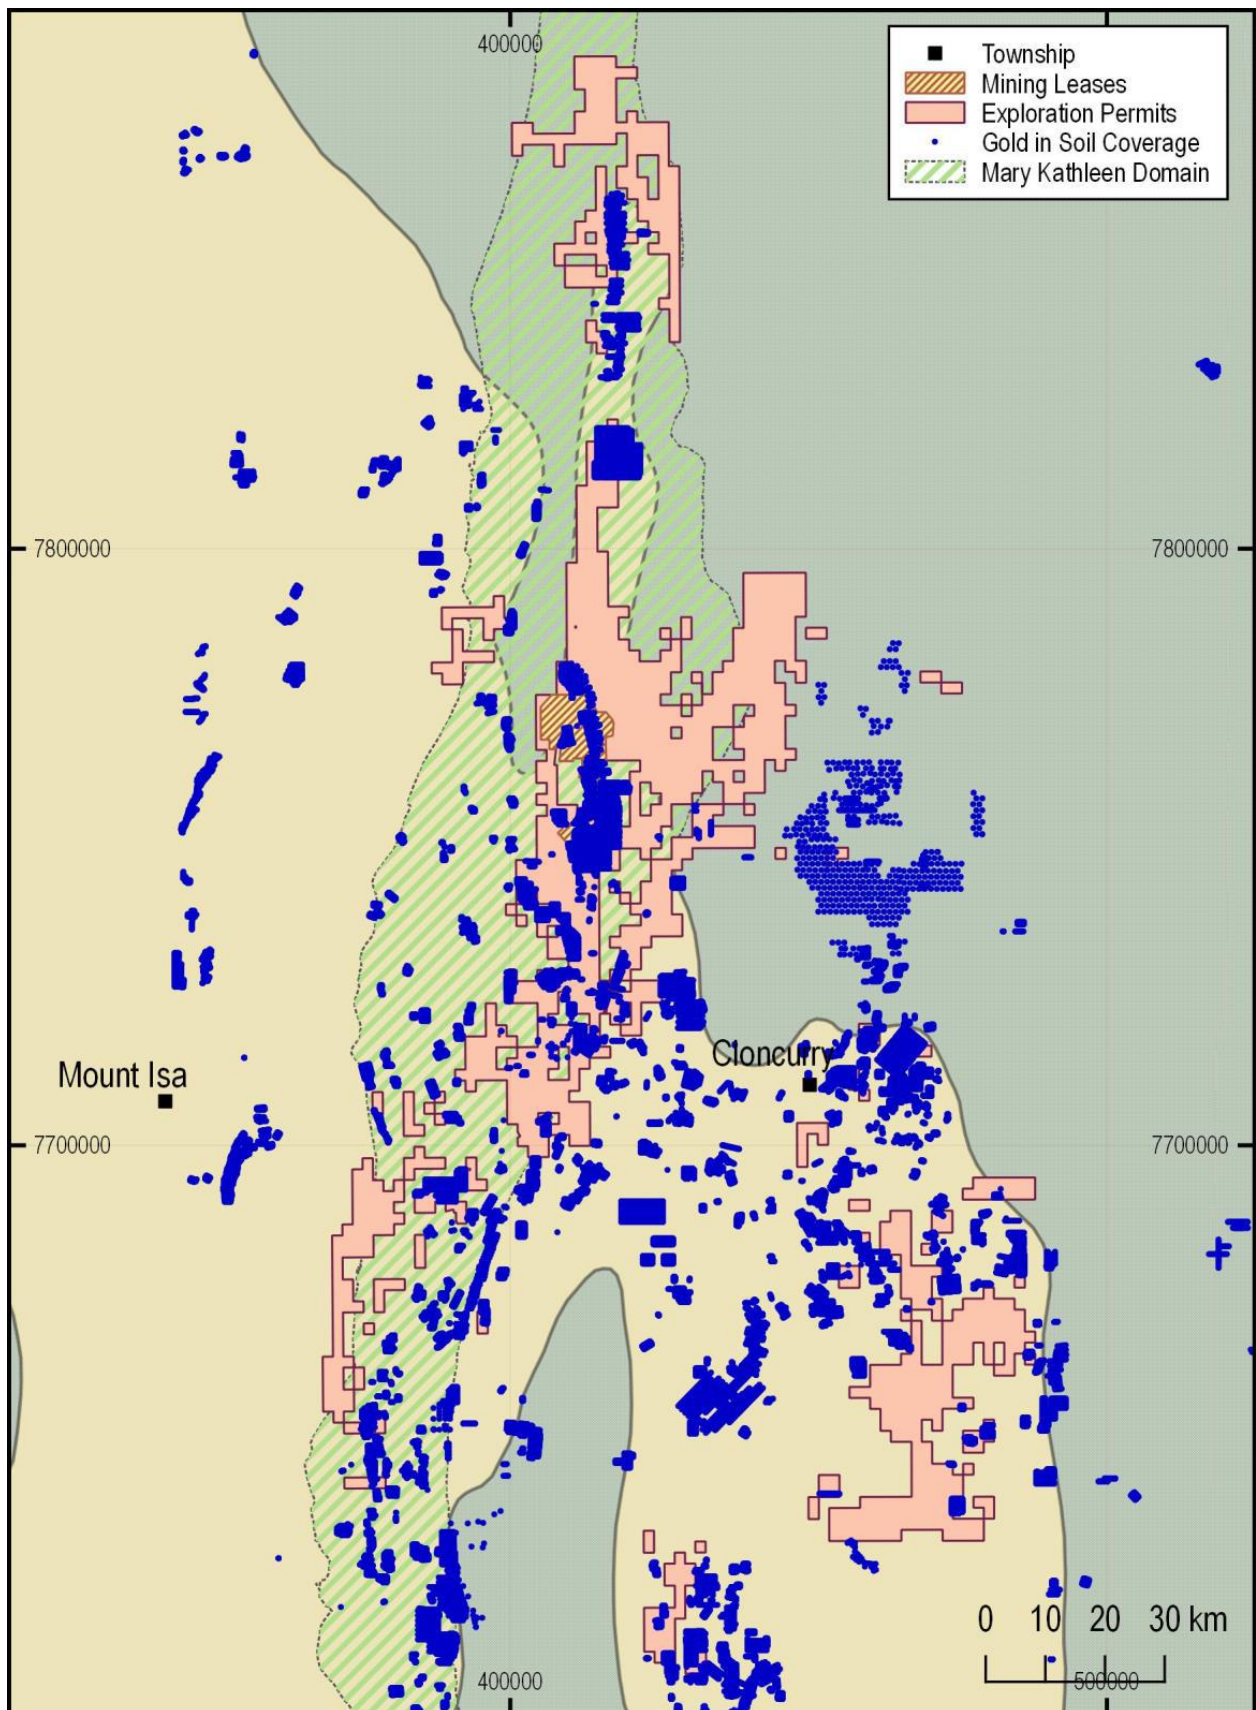 400000
Township
Mining Leases
Exploration Permits
Gold in Soil Coverage
Mary Kathleen Domain
7800000
7800000
Cloncurry
Mount Isa
7700000
7700000
0 10 20 30 km
400000
500000